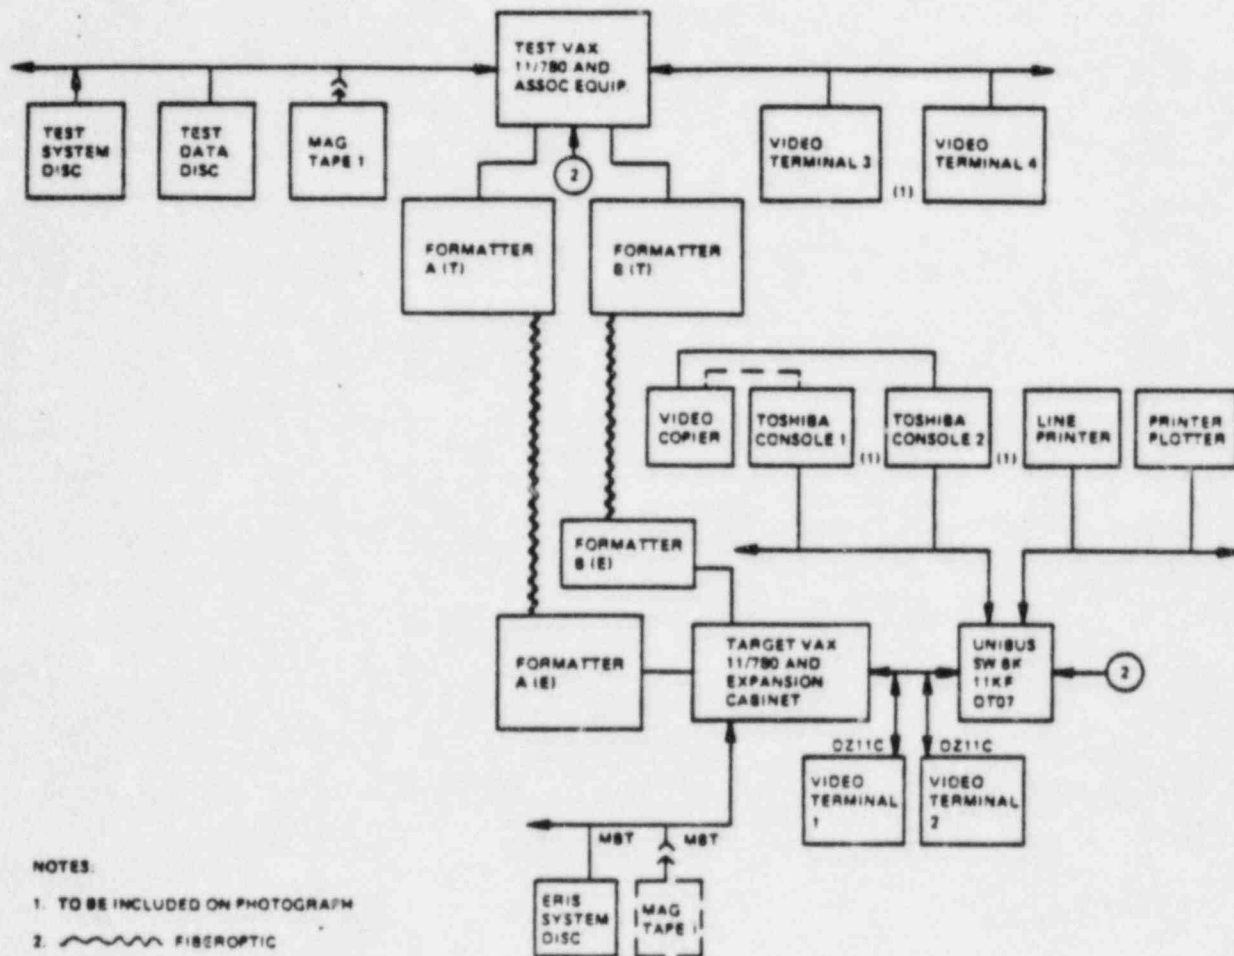 TEST VAX
11/780 AND
ASSOC EQUIP.
TEST
SYSTEM
DISC
TEST
DATA
DISC
MAG
TAPE 1
2
VIDEO
TERMINAL 3
(1)
VIDEO
TERMINAL 4
FORMATTER
A (T)
FORMATTER
B (T)
VIDEO
COPIER
TOSHIBA
CONSOLE 1
(1)
TOSHIBA
CONSOLE 2
(1)
LINE
PRINTER
PRINTER
PLOTTER
FORMATTER
B (E)
FORMATTER
A (E)
TARGET VAX
11/780 AND
EXPANSION
CABINET
UNIBUS
SW BK
11KF
DT07
2
DZ11C
DZ11C
VIDEO
TERMINAL
1
VIDEO
TERMINAL
2
MBT
MBT
ERIS
SYSTEM
DISC
MAG
TAPE 1
NOTES:
1. TO BE INCLUDED ON PHOTOGRAPH
2. FIBEROPTIC